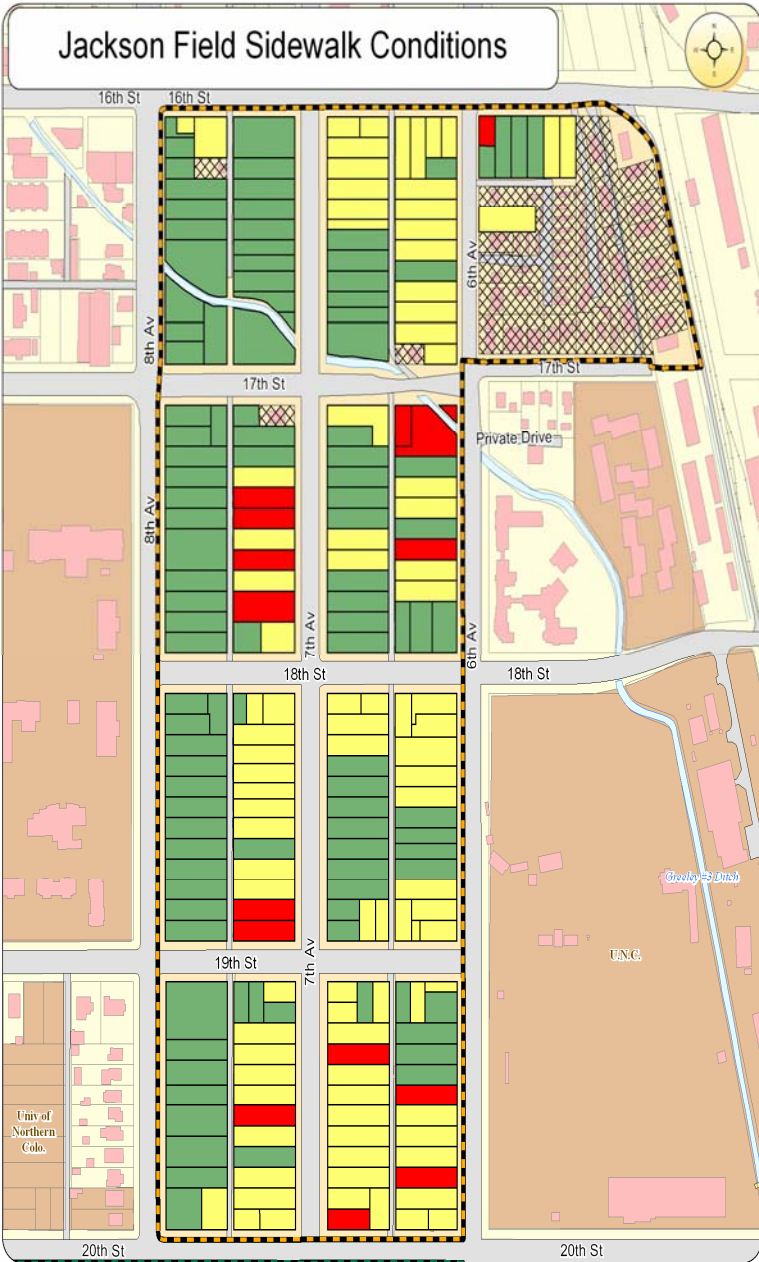 Jackson Field Sidewalk Conditions
N
W
E
S
16th St
16th St
6th Av
8th Av
17th St
17th St
Private Drive
8th Av
7th Av
6th Av
18th St
18th St
Greeley #3 Ditch
7th Av
19th St
U.N.C.
Univ of
Northern
Colo.
20th St
20th St